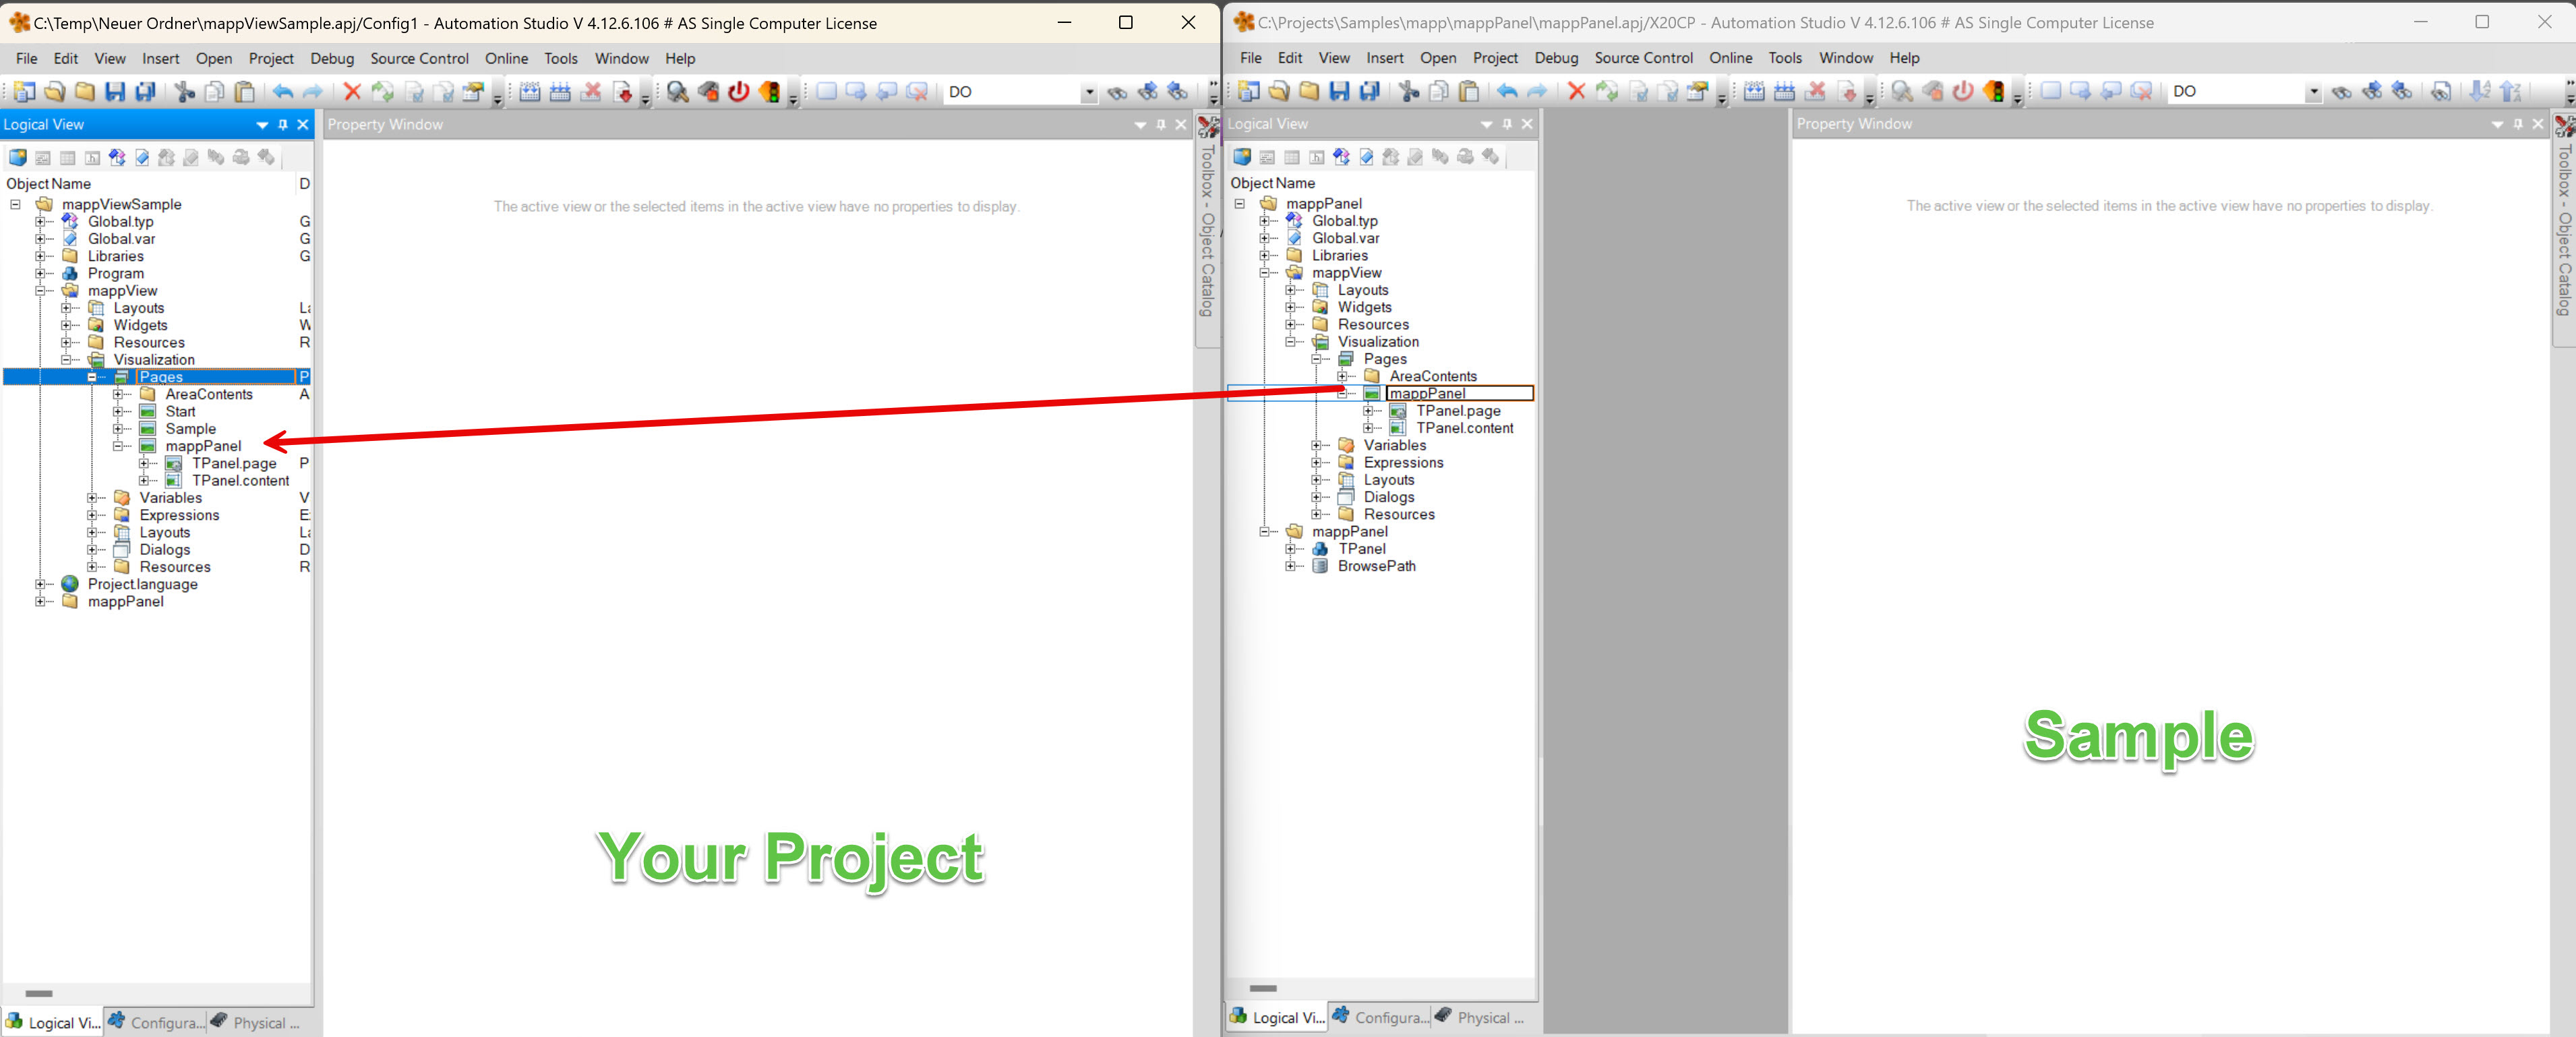 C:\Temp\Neuer Ordner\mappViewSample.apj/Config1 - Automation Studio V 4.12.6.106 # AS Single Computer License
File Edit View Insert Open Project Debug Source Control Online Tools Window Help
DO
Logical View
Property Window
Object Name D
The active view or the selected items in the active view have no properties to display.
mappViewSample
Global.typ G
Global.var G
Libraries G
Program
mappView
Layouts La
Widgets W
Resources R
Visualization
Pages P
AreaContents A
Start
Sample
mappPanel
TPanel.page P
TPanel.content
Variables V
Expressions E
Layouts La
Dialogs D
Resources R
Project.language
mappPanel
Toolbox - Object Catalog
Your Project
Logical Vi... Configura... Physical ...
C:\Projects\Samples\mapp\mappPanel\mappPanel.apj/X20CP - Automation Studio V 4.12.6.106 # AS Single Computer License
File Edit View Insert Open Project Debug Source Control Online Tools Window Help
DO
Logical View
Property Window
Object Name
The active view or the selected items in the active view have no properties to display.
mappPanel
Global.typ
Global.var
Libraries
mappView
Layouts
Widgets
Resources
Visualization
Pages
AreaContents
mappPanel
TPanel.page
TPanel.content
Variables
Expressions
Layouts
Dialogs
Resources
mappPanel
TPanel
BrowsePath
Toolbox - Object Catalog
Sample
Logical Vi... Configura... Physical ...